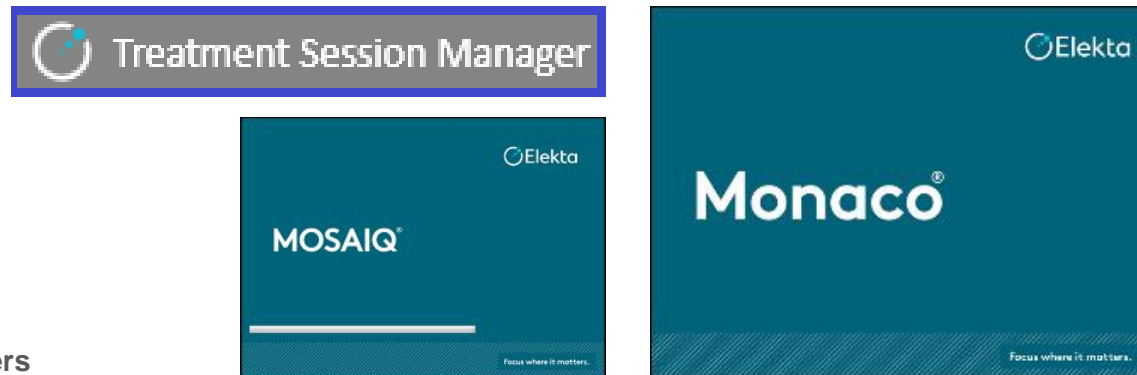 Treatment Session Manager
Elekta
Monaco®
Elekta
MOSAIQ®
Focus where it matters.
Focus where it matters.
ers